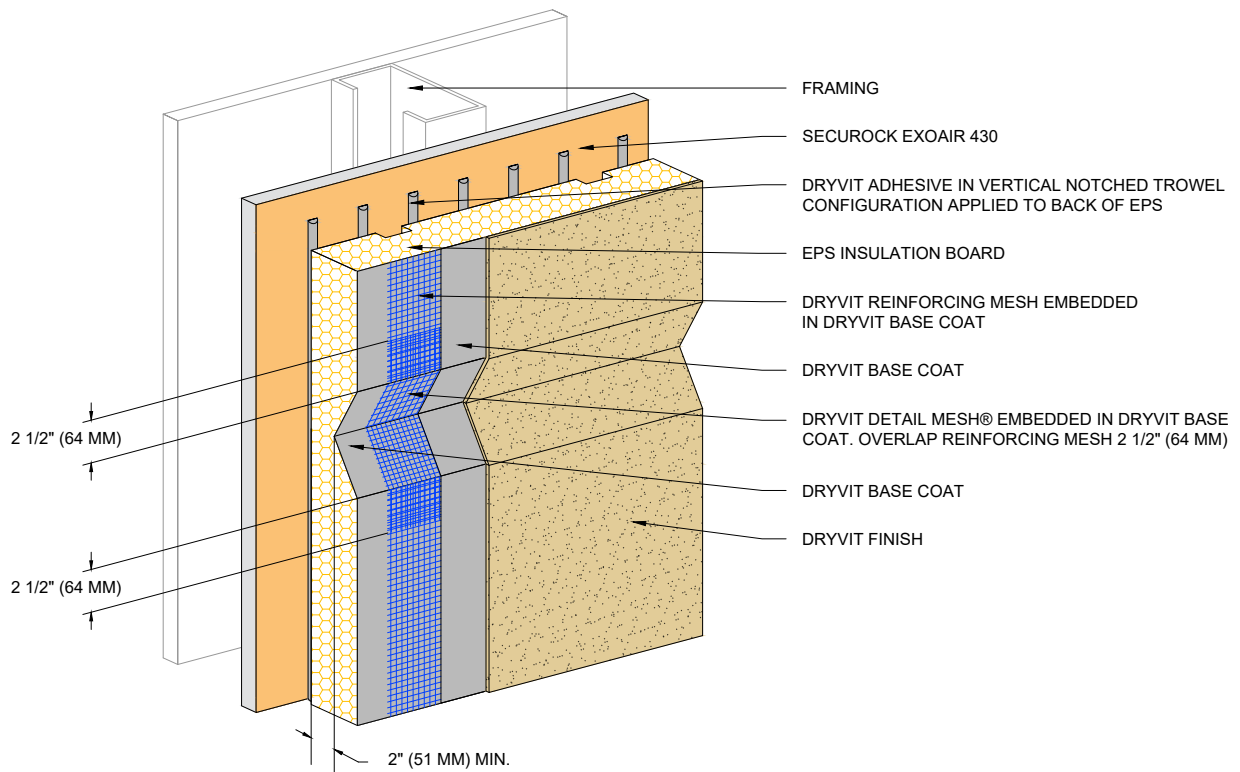 FRAMING
SECUROCK EXOAIR 430
DRYVIT ADHESIVE IN VERTICAL NOTCHED TROWEL
CONFIGURATION APPLIED TO BACK OF EPS
EPS INSULATION BOARD
DRYVIT REINFORCING MESH EMBEDDED
IN DRYVIT BASE COAT
DRYVIT BASE COAT
DRYVIT DETAIL MESH® EMBEDDED IN DRYVIT BASE
COAT. OVERLAP REINFORCING MESH 2 1/2" (64 MM)
DRYVIT BASE COAT
DRYVIT FINISH
2 1/2" (64 MM)
2 1/2" (64 MM)
2" (51 MM) MIN.